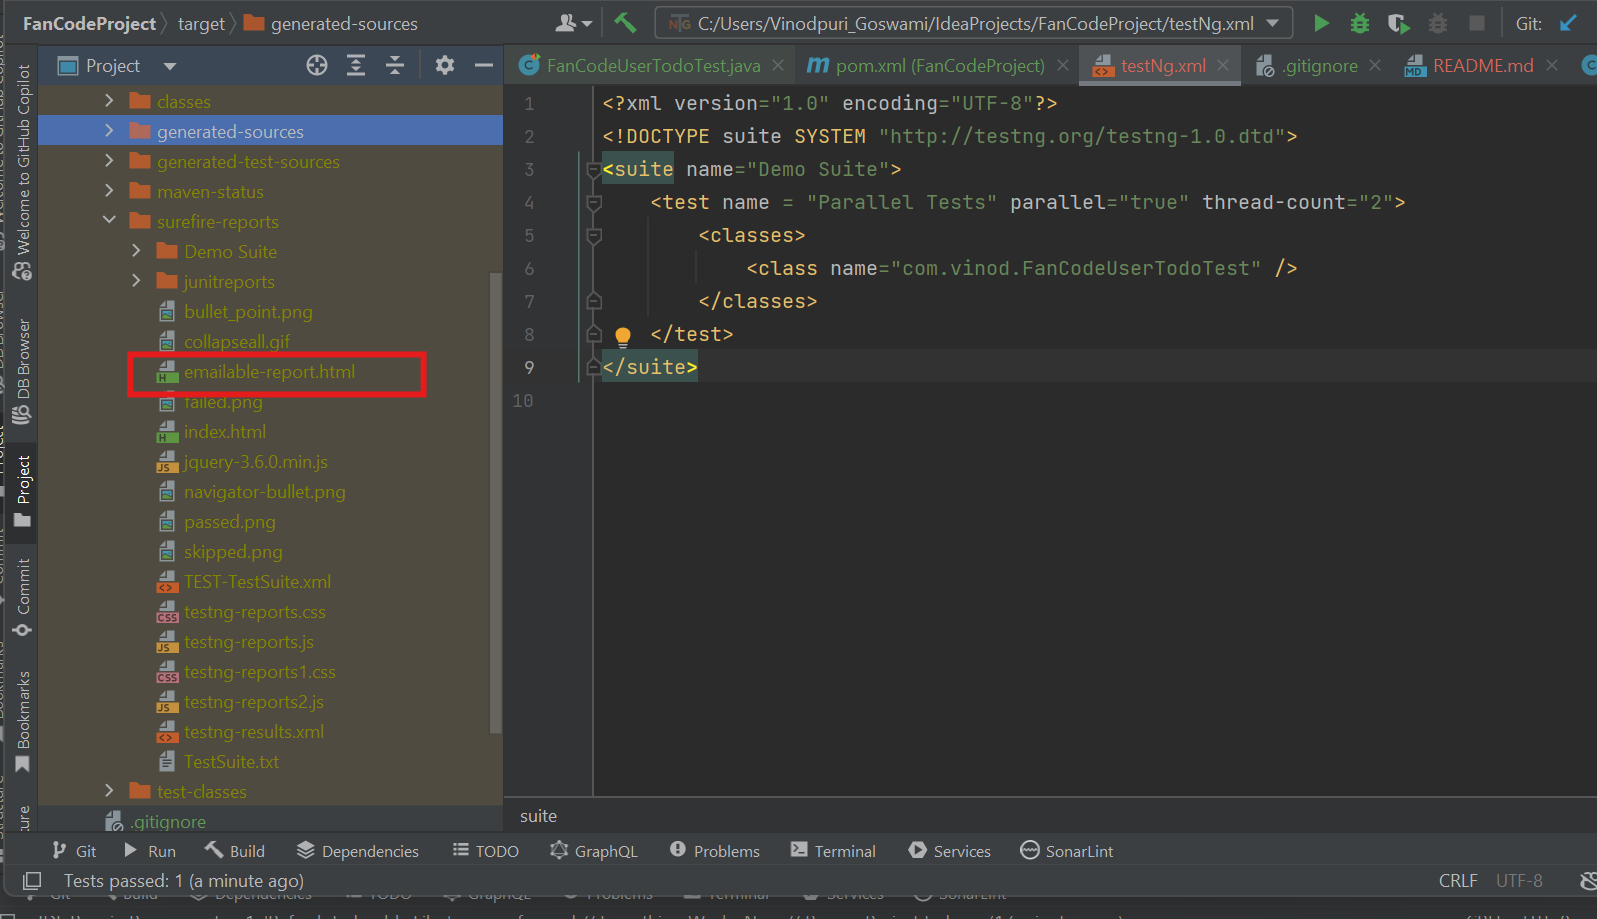 FanCodeProject target generated-sources
C:/Users/Vinodpuri_Goswami/IdeaProjects/FanCodeProject/testNg.xml
Git:
Project
FanCodeUserTodoTest.java
pom.xml (FanCodeProject)
testNg.xml
.gitignore
README.md
Welcome to GitHub Copilot
DB Browser
Project
Commit
Bookmarks
classes
generated-sources
generated-test-sources
maven-status
surefire-reports
Demo Suite
junitreports
bullet_point.png
collapseall.gif
emailable-report.html
failed.png
index.html
jquery-3.6.0.min.js
navigator-bullet.png
passed.png
skipped.png
TEST-TestSuite.xml
testng-reports.css
testng-reports.js
testng-reports1.css
testng-reports2.js
testng-results.xml
TestSuite.txt
test-classes
.gitignore
1 <?xml version="1.0" encoding="UTF-8"?>
2 <!DOCTYPE suite SYSTEM "http://testng.org/testng-1.0.dtd">
3 <suite name="Demo Suite">
4 <test name = "Parallel Tests" parallel="true" thread-count="2">
5 <classes>
6 <class name="com.vinod.FanCodeUserTodoTest" />
7 </classes>
8 </test>
9 </suite>
10
suite
Git Run Build Dependencies TODO GraphQL Problems Terminal Services SonarLint
Tests passed: 1 (a minute ago)
CRLF UTF-8